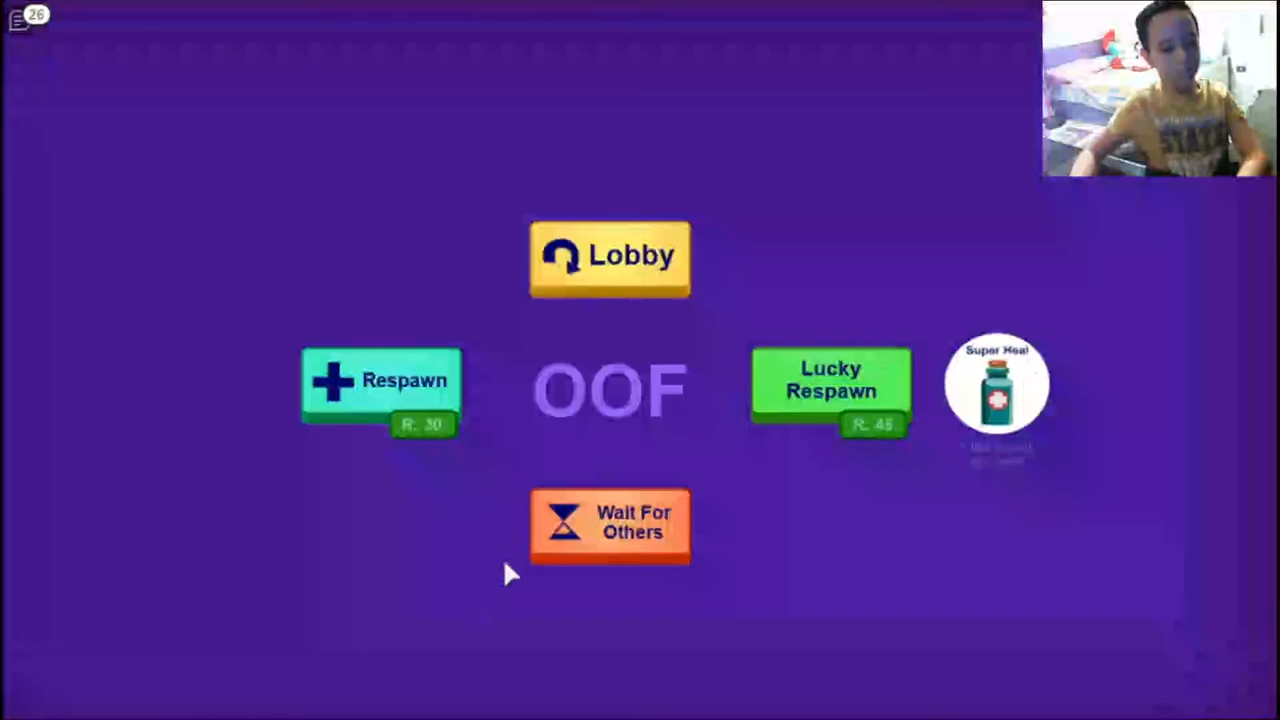 26
Lobby
Respawn
R: 30
OOF
Lucky
Respawn
R: 45
Super Heal
Wait For
Others